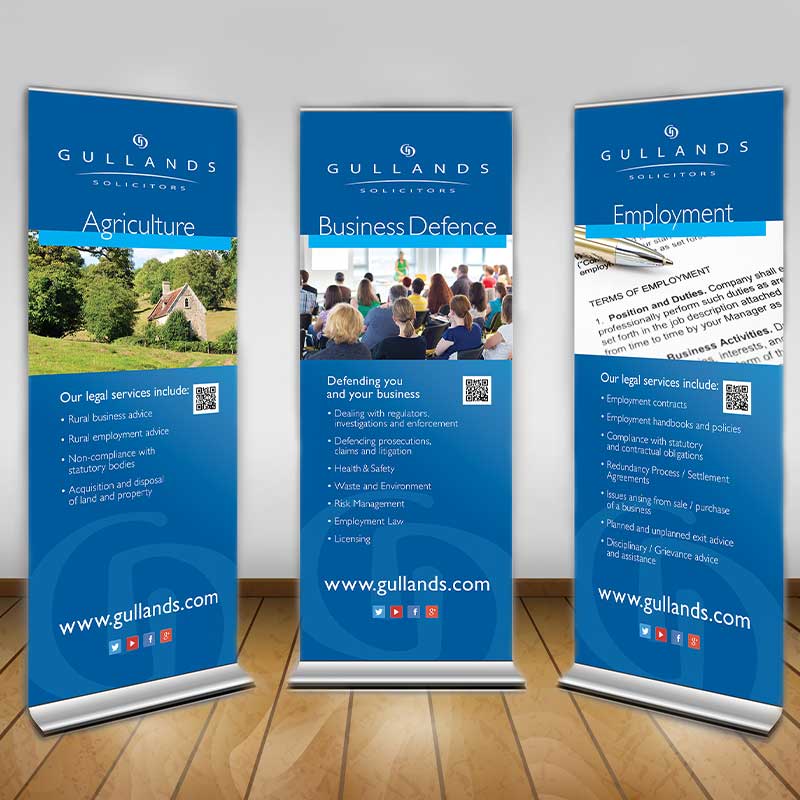 GULLANDS
SOLICITORS
Agriculture
Our legal services include:
• Rural business advice
• Rural employment advice
• Non-compliance with
statutory bodies
• Acquisition and disposal
of land and property
www.gullands.com
GULLANDS
SOLICITORS
Business Defence
Defending you
and your business
• Dealing with regulators,
investigations and enforcement
• Defending prosecutions,
claims and litigation
• Health & Safety
• Waste and Environment
• Risk Management
• Employment Law
• Licensing
www.gullands.com
GULLANDS
SOLICITORS
Employment
as set for
employ
TERMS OF EMPLOYMENT
1. Position and Duties. Company shall e
professionally perform such duties as are
set forth in the job description attached
from time to time by your Manager as
Business Activities. D
interests, and
Our legal services include:
• Employment contracts
• Employment handbooks and policies
• Compliance with statutory
and contractual obligations
• Redundancy Process / Settlement
Agreements
• Issues arising from sale / purchase
of a business
• Planned and unplanned exit advice
• Disciplinary / Grievance advice
and assistance
www.gullands.com